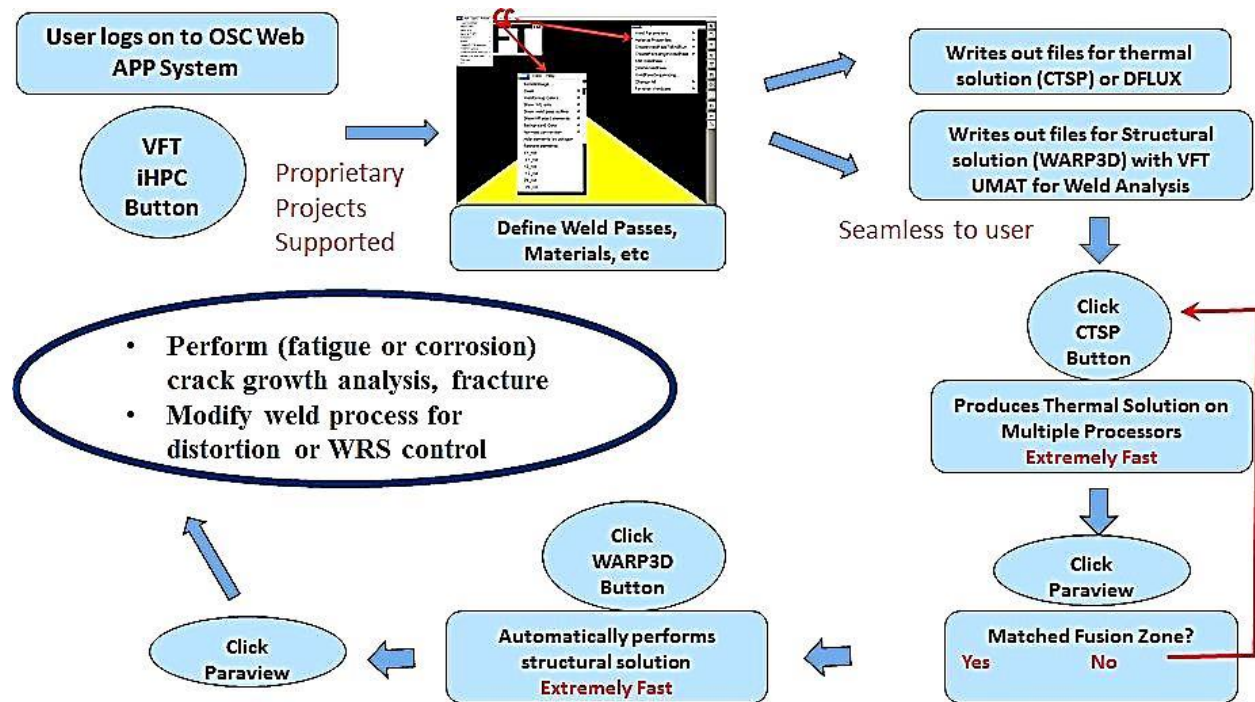 User logs on to OSC Web
APP System
VFT
iHPC
Button
Proprietary
Projects
Supported
Define Weld Passes,
Materials, etc
Writes out files for thermal
solution (CTSP) or DFLUX
Writes out files for Structural
solution (WARP3D) with VFT
UMAT for Weld Analysis
Seamless to user
Click
CTSP
Button
Produces Thermal Solution on
Multiple Processors
Extremely Fast
Click
Paraview
Matched Fusion Zone?
Yes No
Click
WARP3D
Button
Automatically performs
structural solution
Extremely Fast
Click
Paraview
• Perform (fatigue or corrosion)
crack growth analysis, fracture
• Modify weld process for
distortion or WRS control